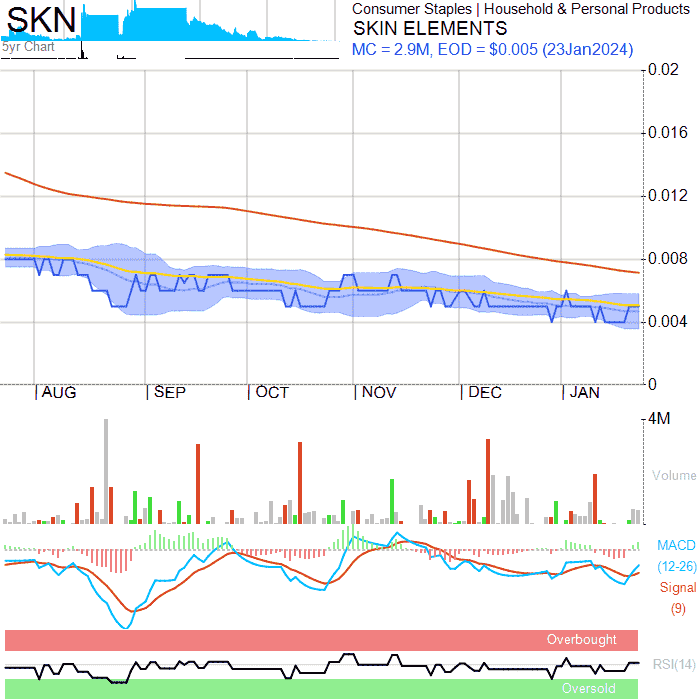 SKN
5yr Chart
Consumer Staples | Household & Personal Products
SKIN ELEMENTS
MC = 2.9M, EOD = $0.005 (23Jan2024)
0.02
0.016
0.012
0.008
0.004
0
AUG SEP OCT NOV DEC JAN
4M
Volume
MACD
(12-26)
Signal
(9)
Overbought
RSI(14)
Oversold